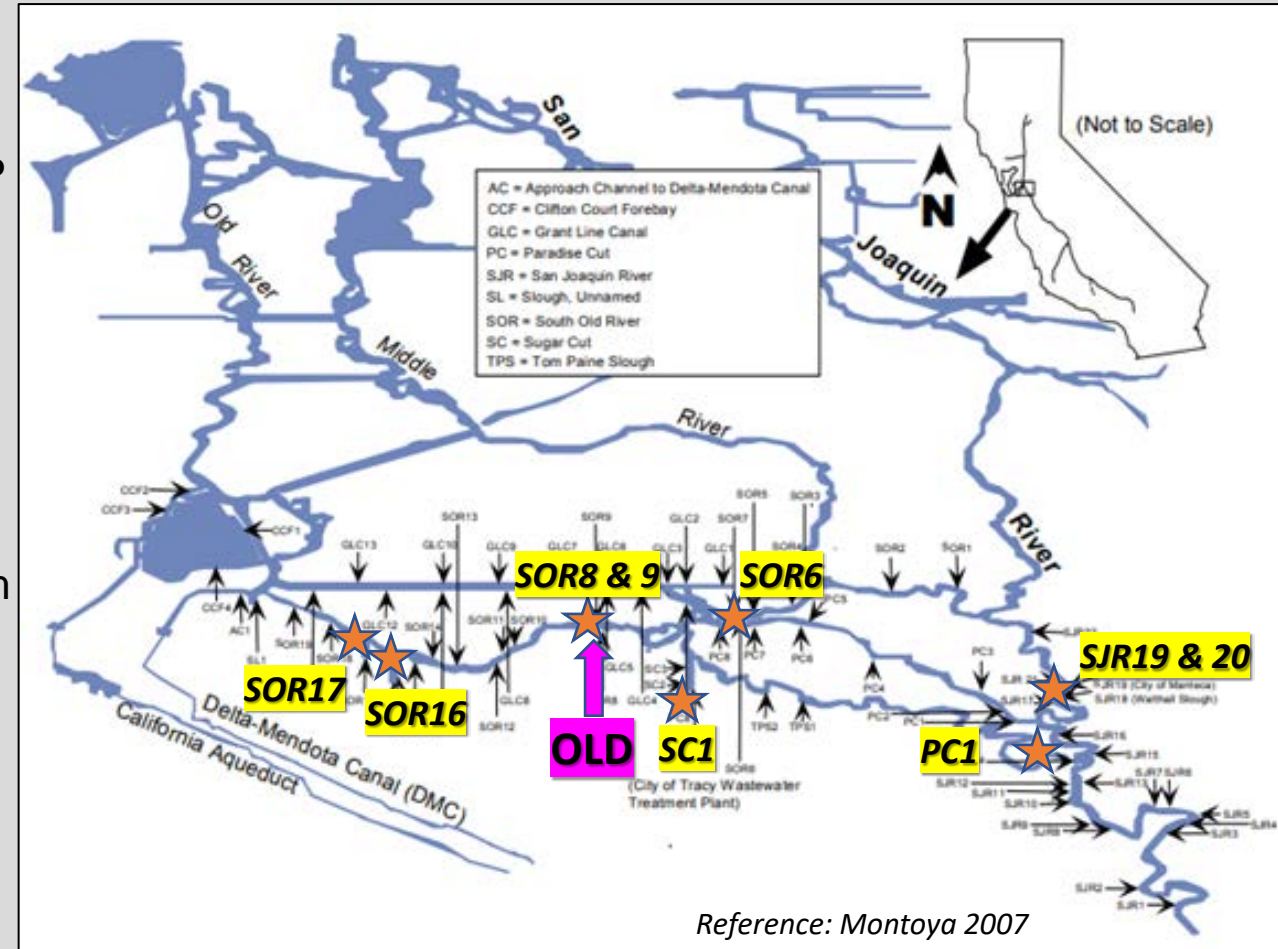 San
(Not to Scale)
N
AC = Approach Channel to Delta-Mendota Canal
CCF = Clifton Court Forebay
GLC = Grant Line Canal
PC = Paradise Cut
SJR = San Joaquin River
SL = Slough, Unnamed
SOR = South Old River
SC = Sugar Cut
TPS = Tom Paine Slough
Old
River
Joaquin
Middle
River
River
CCF2
CCF3
CCF1
CCF4
SOR13
SOR9
SOR5
SOR3
GLC13
GLC10
GLC9
GLC7
GLC3
GLC2
GLC1
SOR7
SOR2
SOR1
SOR8 & 9
SOR6
PC5
AC1
SL1
GLC12
SOR14
SOR11
SOR10
SOR12
GLC8
GLC5
GLC4
SC3
SC2
PC8
PC7
PC6
PC4
PC3
PC2
PC1
TPS2
TPS1
SOR17
SOR16
OLD
SC1
SOR6
(City of Tracy Wastewater
Treatment Plant)
SJR19 & 20
SJR19 (City of Manteca)
SJR18 (Walthall Slough)
SJR17
PC1
SJR16
SJR15
SJR12
SJR13
SJR11
SJR10
SJR7
SJR6
SJR9
SJR8
SJR5
SJR4
SJR3
SJR2
SJR1
Delta-Mendota Canal (DMC)
California Aqueduct
Reference: Montoya 2007